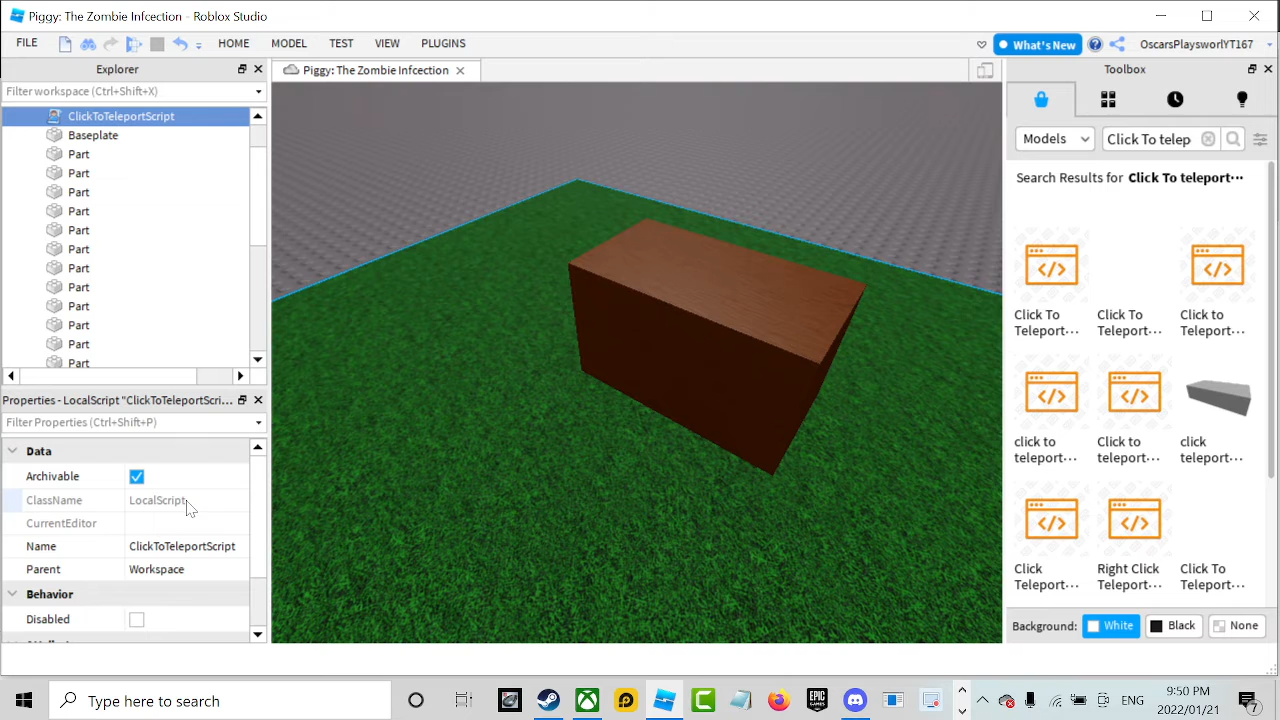 Piggy: The Zombie Infcection - Roblox Studio
FILE HOME MODEL TEST VIEW PLUGINS What's New OscarsPlaysworlYT167
Explorer
Filter workspace (Ctrl+Shift+X)
ClickToTeleportScript
Baseplate
Part
Part
Part
Part
Part
Part
Part
Part
Part
Part
Part
Part
Properties - LocalScript "ClickToTeleportScri...
Filter Properties (Ctrl+Shift+P)
Data
Archivable
ClassName LocalScript
CurrentEditor
Name ClickToTeleportScript
Parent Workspace
Behavior
Disabled
Piggy: The Zombie Infcection
Toolbox
Models Click To telep
Search Results for Click To teleport···
Click To Teleport···
Click To Teleport···
Click to Teleport···
click to teleport···
Click to teleport···
click teleport···
Click Teleport···
Right Click Teleport···
Click To Teleport···
Background: White Black None
Type here to search
EPIC GAMES
ENG
9:50 PM
2022/01/21
7